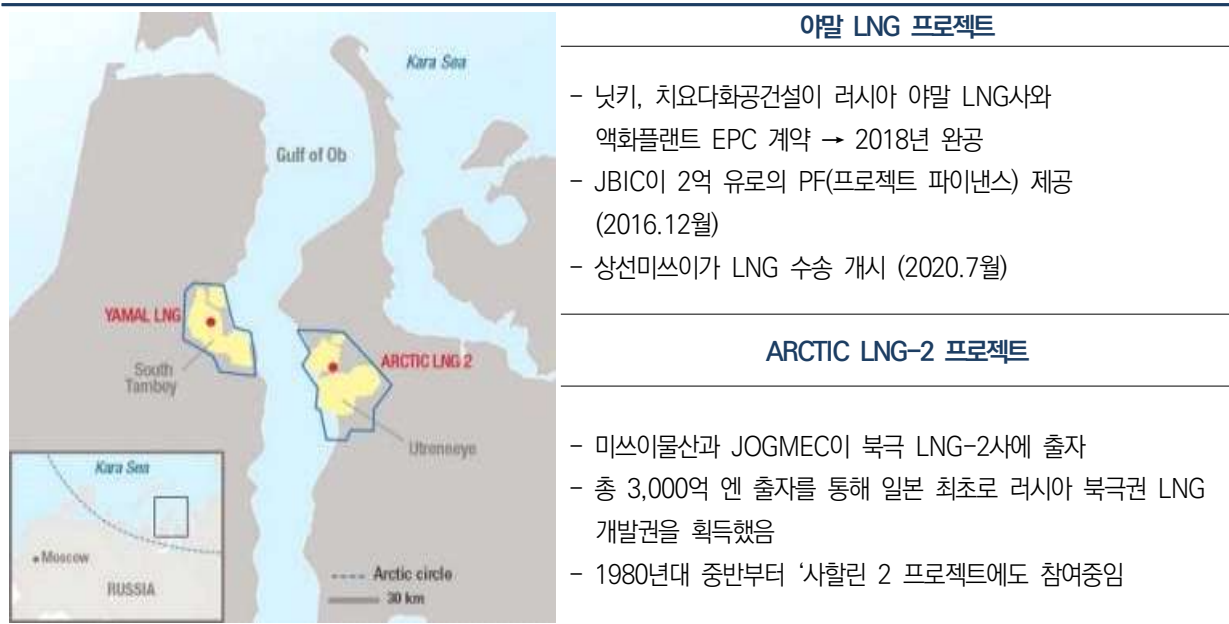 Kara Sea
Gulf of Ob
YAMAL LNG
South
Tambey
ARCTIC LNG 2
Utrenneye
Kara Sea
Moscow
RUSSIA
Arctic circle
30 km
야말 LNG 프로젝트
- 닛키, 치요다화공건설이 러시아 야말 LNG사와
액화플랜트 EPC 계약 → 2018년 완공
- JBIC이 2억 유로의 PF(프로젝트 파이낸스) 제공
(2016.12월)
- 상선미쓰이가 LNG 수송 개시 (2020.7월)
ARCTIC LNG-2 프로젝트
- 미쓰이물산과 JOGMEC이 북극 LNG-2사에 출자
- 총 3,000억 엔 출자를 통해 일본 최초로 러시아 북극권 LNG
개발권을 획득했음
- 1980년대 중반부터 ‘사할린 2 프로젝트에도 참여중임